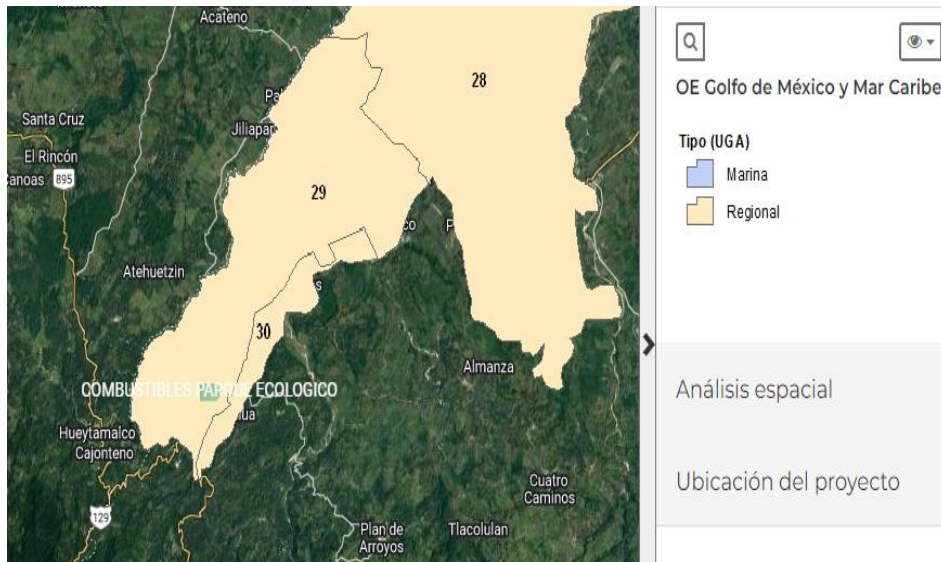 Acateno
Santa Cruz
Jiliapan
El Rincón
895
Atehuetzin
28
29
30
Almanza
COMBUSTIBLES PARQUE ECOLOGICO
Hueytamalco
Cajonteno
129
Cuatro
Caminos
Plan de
Arroyos
Tlacolulan
OE Golfo de México y Mar Caribe
Tipo (UGA)
Marina
Regional
Análisis espacial
Ubicación del proyecto